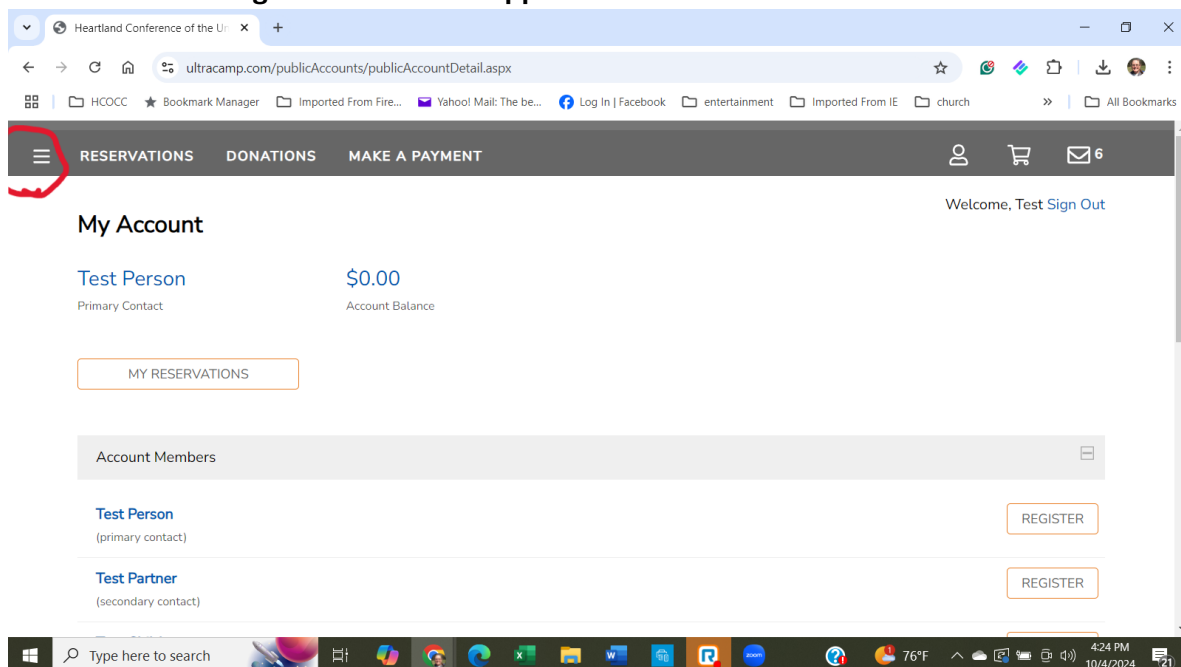 Heartland Conference of the Un
ultracamp.com/publicAccounts/publicAccountDetail.aspx
HCOCC Bookmark Manager Imported From Fire... Yahoo! Mail: The be... Log In | Facebook entertainment Imported From IE church » All Bookmarks
RESERVATIONS DONATIONS MAKE A PAYMENT 6
Welcome, Test Sign Out
My Account
Test Person $0.00
Primary Contact Account Balance
MY RESERVATIONS
Account Members
Test Person REGISTER
(primary contact)
Test Partner REGISTER
(secondary contact)
Type here to search 76°F 4:24 PM
10/4/2024 21